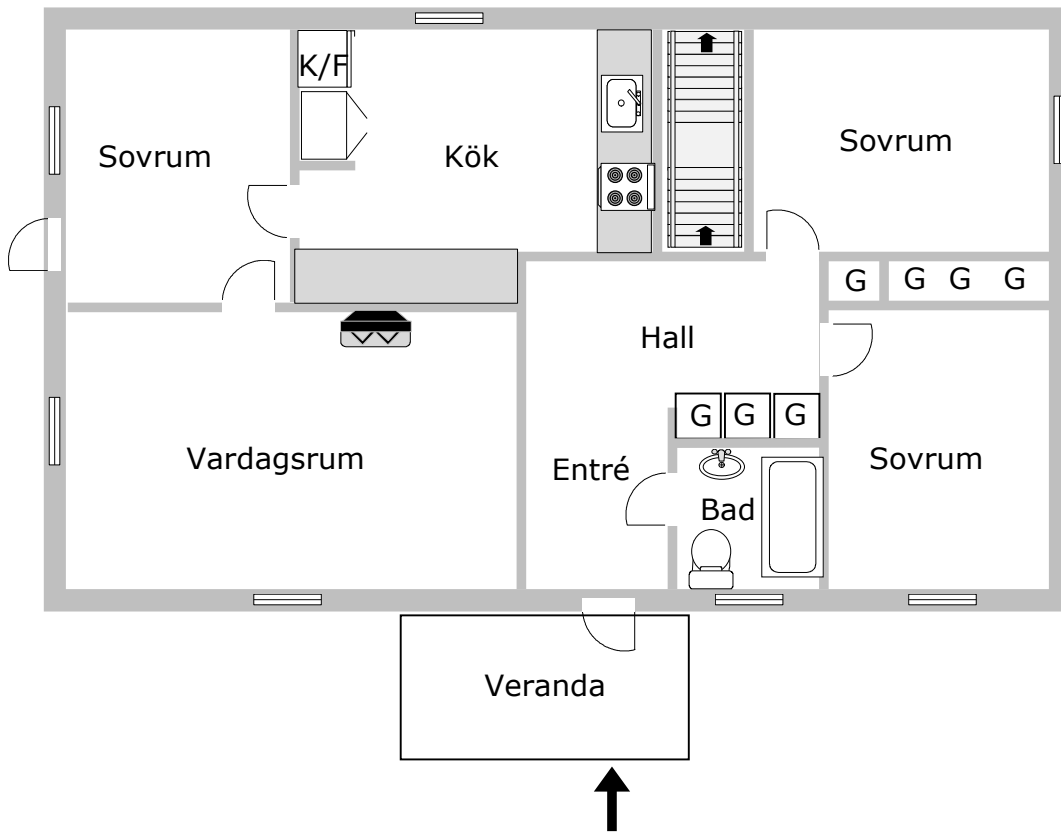 K/F
Sovrum
Kök
Sovrum
G
G G G
Hall
G G G
Vardagsrum
Entré
Sovrum
Bad
Veranda